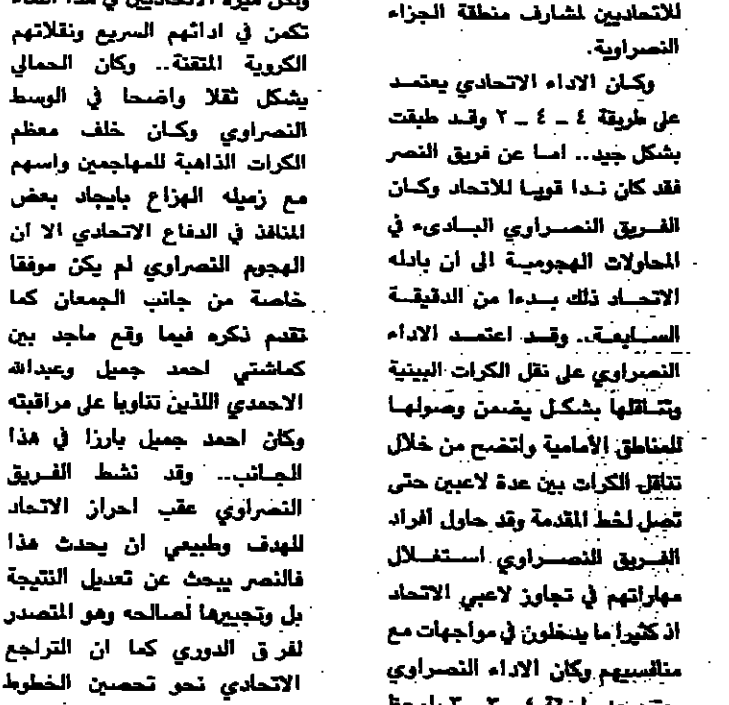 للاتحاديين لمشارف منطقة الجزاء
النصراوية.
وكان الاداء الاتحادي يعتمد
على طريقة ٤ ــ ٤ ــ ٢ وقد طبقت
بشكل جيد.. اما عن فريق النصر
فقد كان ندا قويا للاتحاد وكان
الفريق النصراوي البادىء في
المحاولات الهجومية الى ان بادله
الاتحاد ذلك بدءا من الدقيقة
السابعة.. وقد اعتمد الاداء
النصراوي على نقل الكرات البينية
وتناقلها بشكل يضمن وصولها
للمناطق الأمامية واتضح من خلال
تناقل الكرات بين عدة لاعبين حتى
تصل لخط المقدمة وقد حاول أفراد
الفريق النصراوي استغلال
مهاراتهم في تجاوز لاعبي الاتحاد
اذ كثيرا ما يدخلون في مواجهات مع
منافسيهم وكان الاداء النصراوي
تكمن في ادائهم السريع ونقلاتهم
الكروية المتقنة.. وكان الحمالي
يشكل ثقلا واضحا في الوسط
النصراوي وكان خلف معظم
الكرات الذاهبة للمهاجمين واسهم
مع زميله الهزاع بايجاد بعض
المنافذ في الدفاع الاتحادي الا ان
الهجوم النصراوي لم يكن موفقا
خاصة من جانب الجمعان كما
تقدم ذكره فيما وقع ماجد بين
كماشتي احمد جميل وعبدالله
الاحمدي اللذين تناوبا على مراقبته
وكان احمد جميل بارزا في هذا
الجانب.. وقد نشط الفريق
النصراوي عقب احراز الاتحاد
للهدف وطبيعي ان يحدث هذا
فالنصر يبحث عن تعديل النتيجة
بل وتجييرها لصالحه وهو المتصدر
لفر ق الدوري كما ان التراجع
الاتحادي نحو تحصين الخطوط